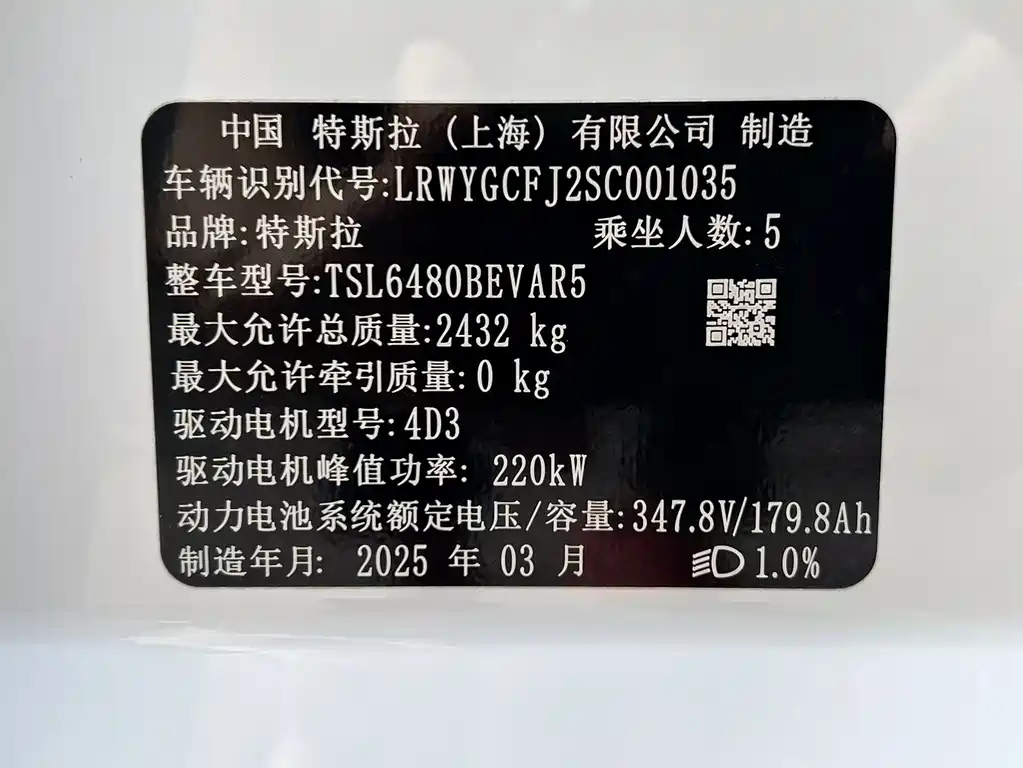 中国 特斯拉（上海）有限公司 制造
车辆识别代号:LRWYGCFJ2SC001035
品牌:特斯拉 乘坐人数:5
整车型号:TSL6480BEVAR5
最大允许总质量:2432 kg
最大允许牵引质量:0 kg
驱动电机型号:4D3
驱动电机峰值功率: 220kW
动力电池系统额定电压/容量:347.8V/179.8Ah
制造年月: 2025 年 03 月 1.0%